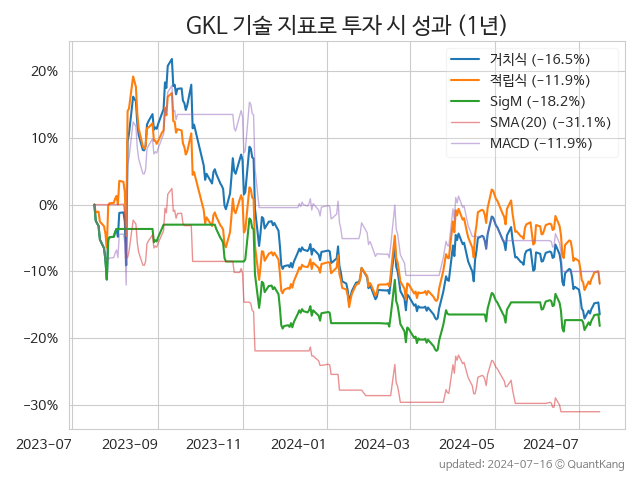 GKL 기술 지표로 투자 시 성과 (1년)
거치식 (−16.5%)
적립식 (−11.9%)
SigM (−18.2%)
SMA(20) (−31.1%)
MACD (−11.9%)
20%
10%
0%
−10%
−20%
−30%
2023-07 2023-09 2023-11 2024-01 2024-03 2024-05 2024-07
updated: 2024-07-16 © QuantKang